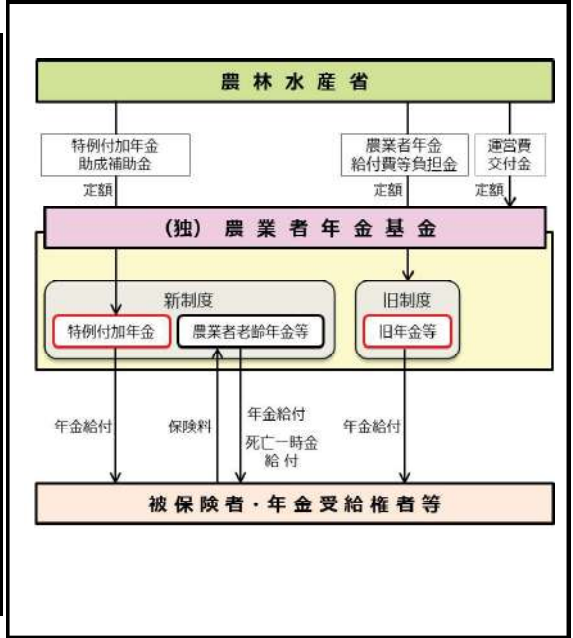 農林水産省
特例付加年金
助成補助金
農業者年金
給付費等負担金
運営費
交付金
定額
定額
定額
(独) 農業者年金基金
新制度
旧制度
特例付加年金
農業者老齢年金等
旧年金等
年金給付
保険料
年金給付
死亡一時金
給付
年金給付
被保険者・年金受給権者等